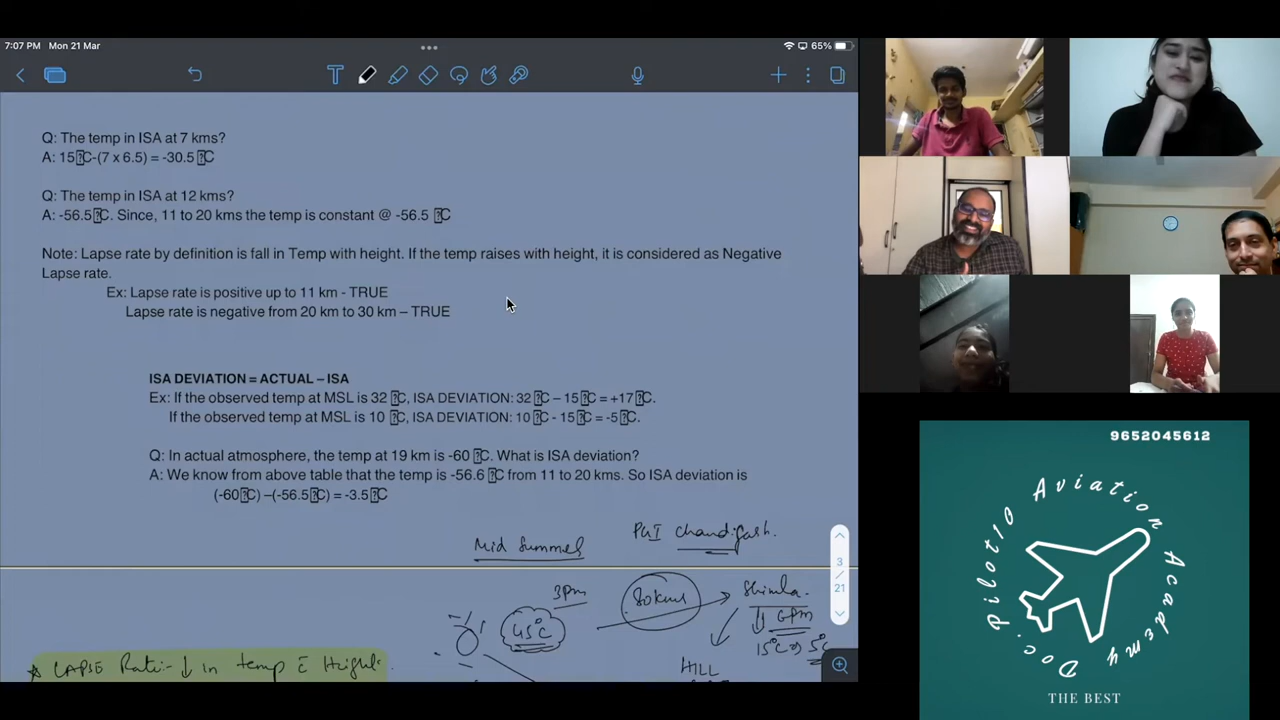 7:07 PM Mon 21 Mar
65%
T
Q: The temp in ISA at 7 kms?
A: 15�C-(7 x 6.5) = -30.5 �C
Q: The temp in ISA at 12 kms?
A: -56.5�C. Since, 11 to 20 kms the temp is constant @ -56.5 �C
Note: Lapse rate by definition is fall in Temp with height. If the temp raises with height, it is considered as Negative
Lapse rate.
Ex: Lapse rate is positive up to 11 km - TRUE
Lapse rate is negative from 20 km to 30 km – TRUE
ISA DEVIATION = ACTUAL – ISA
Ex: If the observed temp at MSL is 32 �C, ISA DEVIATION: 32 �C – 15 �C = +17 �C.
If the observed temp at MSL is 10 �C, ISA DEVIATION: 10 �C - 15 �C = -5 �C.
Q: In actual atmosphere, the temp at 19 km is -60 �C. What is ISA deviation?
A: We know from above table that the temp is -56.6 �C from 11 to 20 kms. So ISA deviation is
(-60�C) –(-56.5�C) = -3.5 �C
Mid Summer
PGI Chandigarh.
3pm
45°C
80kms
Shimla.
6pm
15°C or 5°C
HILL
* LAPSE Rate:- ↓ in temp c Height.
3
/
21
9652045612
Doc'Pilot10 Aviation Academy
THE BEST